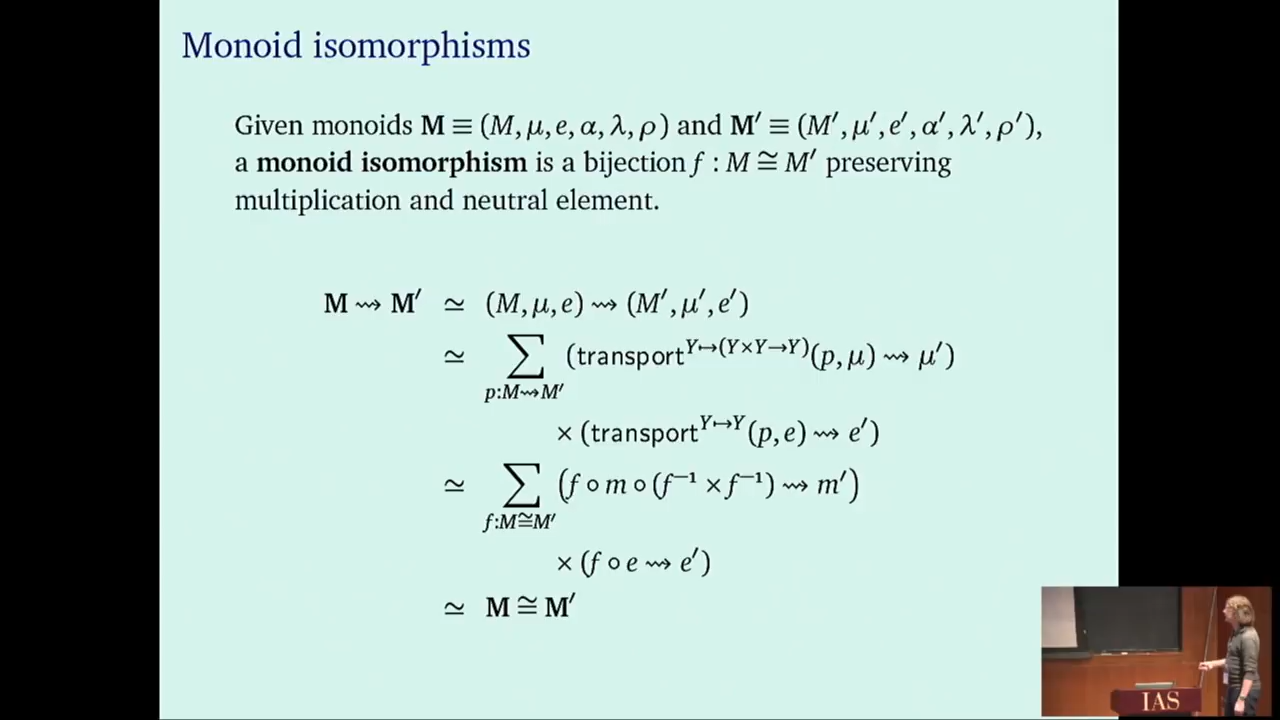 Monoid isomorphisms
Given monoids M ≡ (M, μ, e, α, λ, ρ) and M′ ≡ (M′, μ′, e′, α′, λ′, ρ′),
a monoid isomorphism is a bijection f : M ≅ M′ preserving
multiplication and neutral element.
M ⇝ M′ ≃ (M, μ, e) ⇝ (M′, μ′, e′)
≃ ∑_{p:M⇝M′} (transport^{Y↦(Y×Y→Y)}(p, μ) ⇝ μ′)
× (transport^{Y↦Y}(p, e) ⇝ e′)
≃ ∑_{f:M≅M′} (f ∘ m ∘ (f⁻¹ × f⁻¹) ⇝ m′)
× (f ∘ e ⇝ e′)
≃ M ≅ M′
IAS